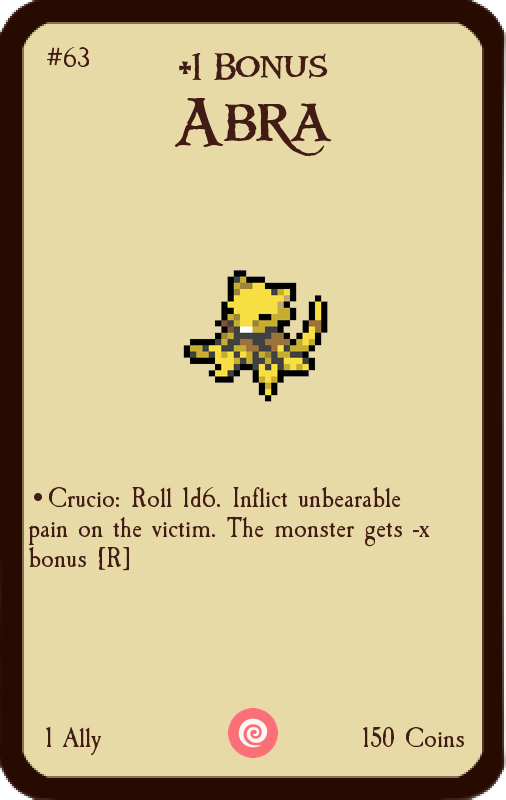 #63
+1 Bonus
Abra
•Crucio: Roll 1d6. Inflict unbearable
pain on the victim. The monster gets -x
bonus {R]
1 Ally
150 Coins